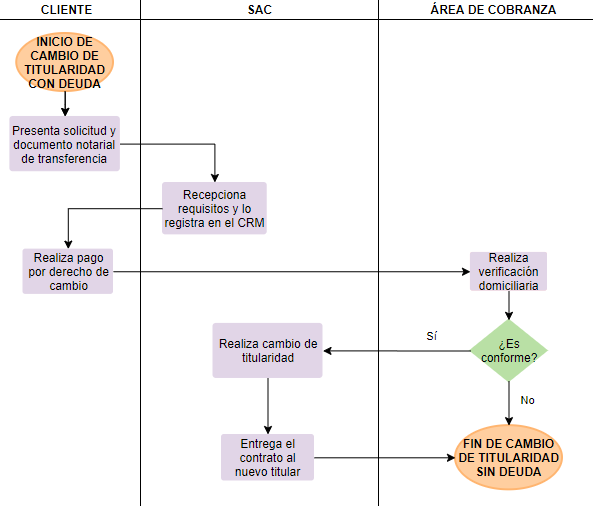 CLIENTE
SAC
ÁREA DE COBRANZA
INICIO DE
CAMBIO DE
TITULARIDAD
CON DEUDA
Presenta solicitud y
documento notarial
de transferencia
Recepciona
requisitos y lo
registra en el CRM
Realiza pago
por derecho de
cambio
Realiza
verificación
domiciliaria
¿Es
conforme?
Sí
No
Realiza cambio de
titularidad
Entrega el
contrato al
nuevo titular
FIN DE CAMBIO
DE TITULARIDAD
SIN DEUDA